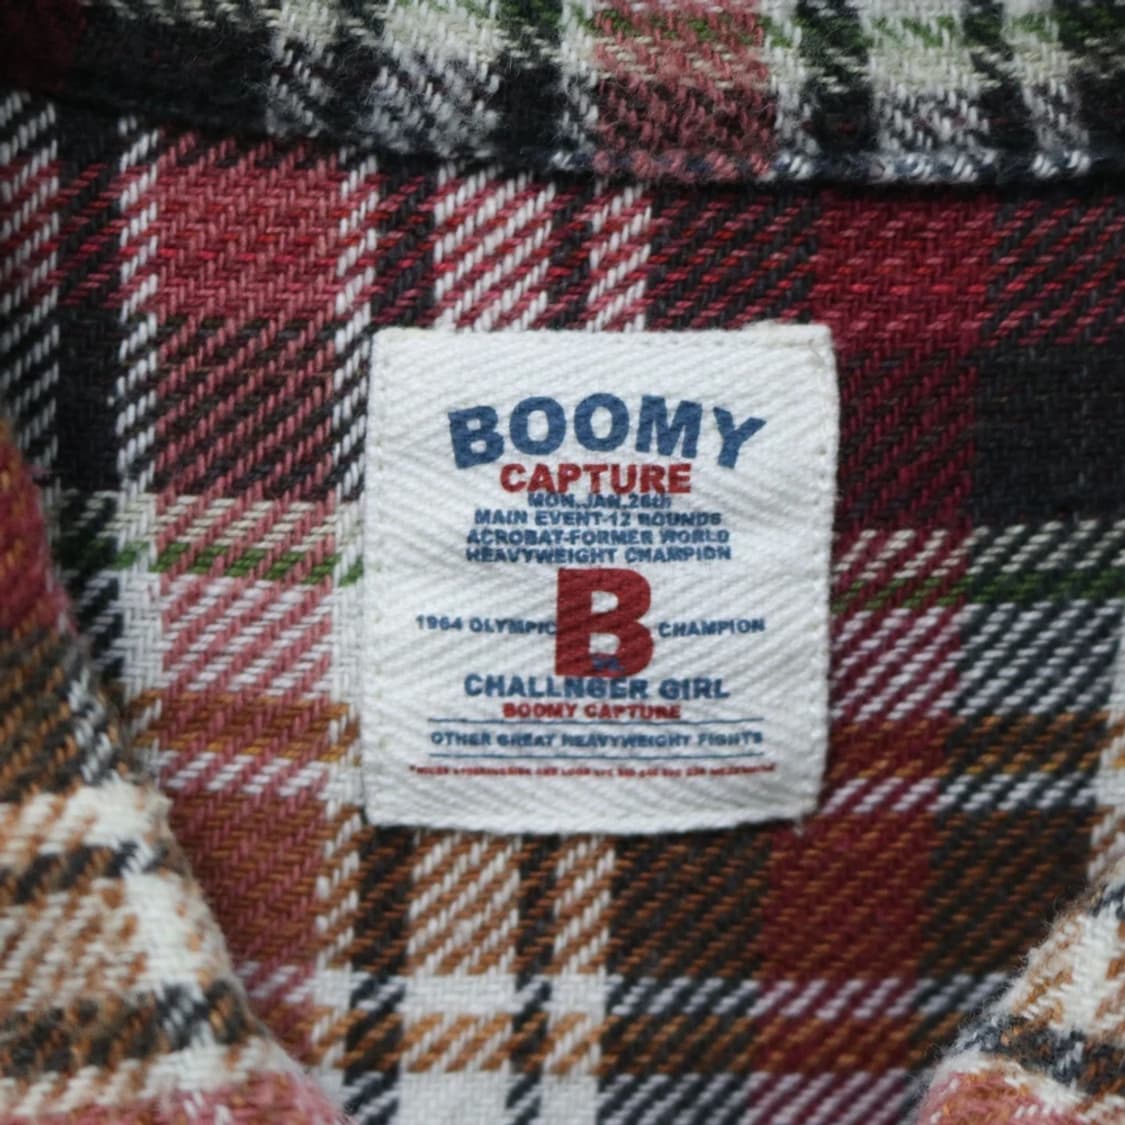 BOOMY
CAPTURE
MON.JAN.26th
MAIN EVENT-12 ROUNDS
ACROBAT-FORMER WORLD
HEAVYWEIGHT CHAMPION
B
1964 OLYMPIC CHAMPION
CHALLNGER GIRL
BOOMY CAPTURE
OTHER GREAT HEAVYWEIGHT FIGHTS